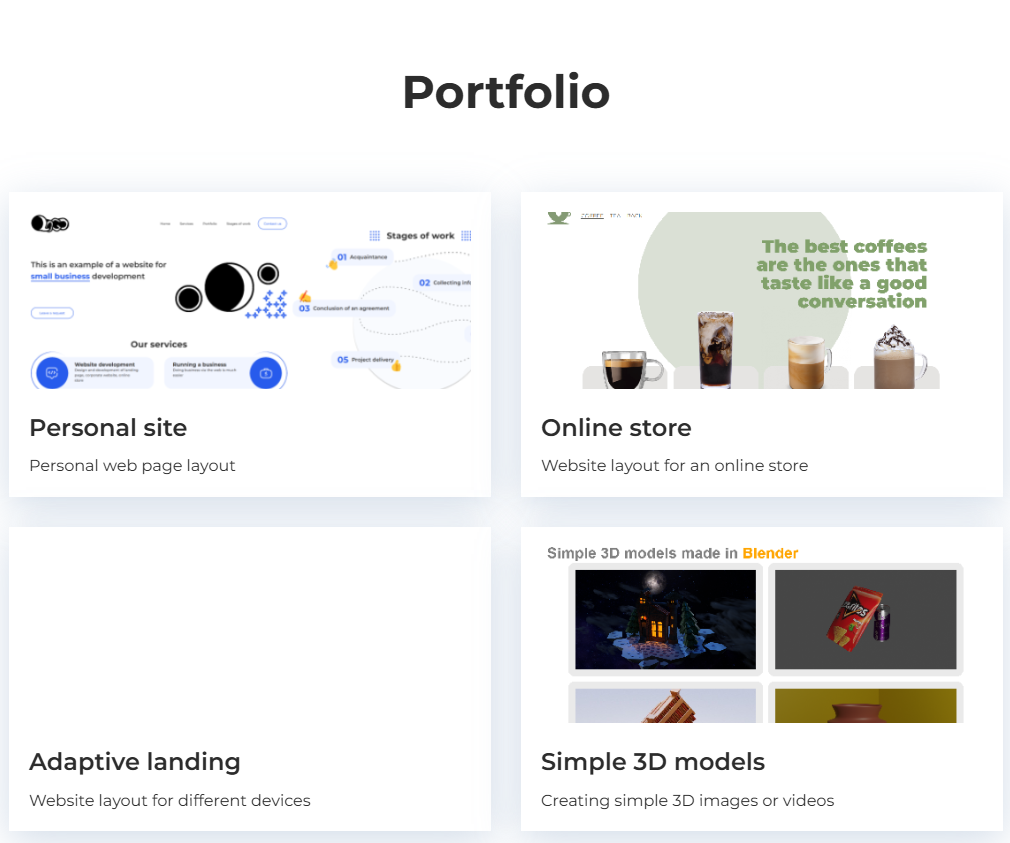 Portfolio
Home Services Portfolio Stages of work Contact us
This is an example of a website for
small business development
Our services
Website development
Running a business
Stages of work
01 Acquaintance
02 Collecting inf
03 Conclusion of an agreement
05 Project delivery
COFFEE TEA
The best coffees
are the ones that
taste like a good
conversation
Personal site
Personal web page layout
Online store
Website layout for an online store
Simple 3D models made in Blender
Adaptive landing
Website layout for different devices
Simple 3D models
Creating simple 3D images or videos